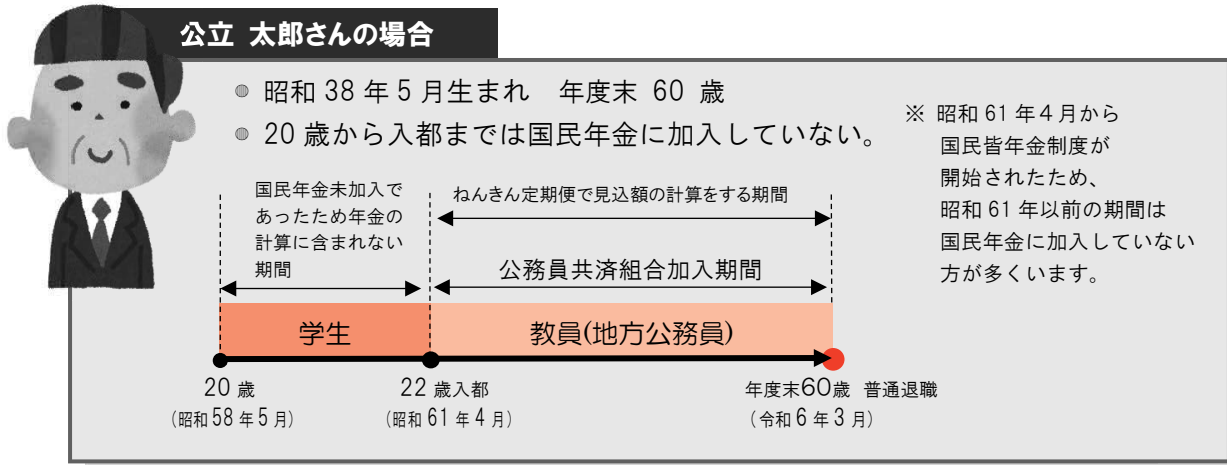 公立 太郎さんの場合
昭和 38 年 5 月生まれ　年度末 60 歳
20 歳から入都までは国民年金に加入していない。
※ 昭和 61 年4月から
国民皆年金制度が
開始されたため、
昭和 61 年以前の期間は
国民年金に加入していない
方が多くいます。
国民年金未加入で
あったため年金の
計算に含まれない
期間
ねんきん定期便で見込額の計算をする期間
公務員共済組合加入期間
学生
教員(地方公務員)
20 歳
(昭和 58 年 5 月)
22 歳入都
(昭和 61 年 4 月)
年度末60歳 普通退職
(令和 6 年 3 月)